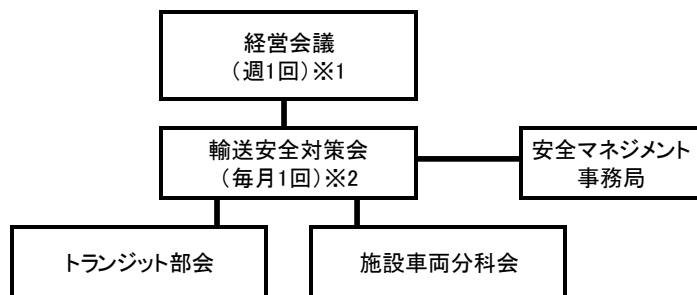 経営会議
（週1回）※1
輸送安全対策会
（毎月1回）※2
安全マネジメント
事務局
トランジット部会
施設車両分科会